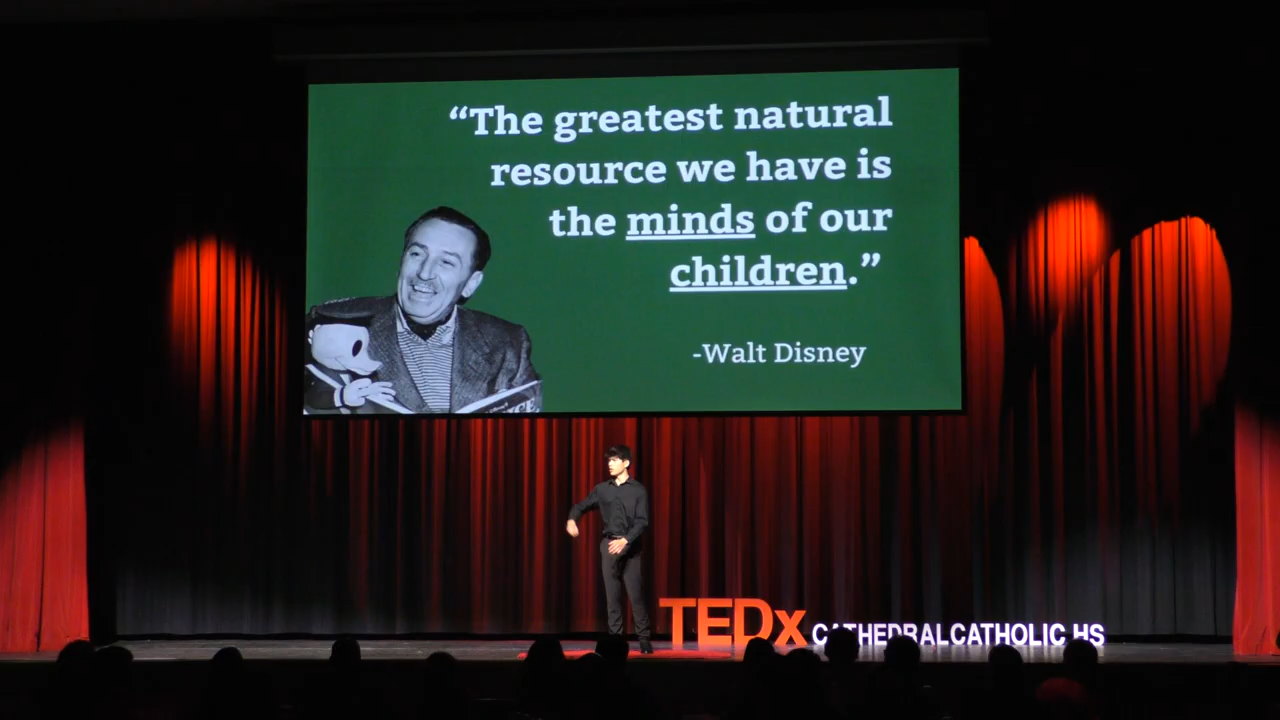 “The greatest natural
resource we have is
the minds of our
children.”
-Walt Disney
TEDx CATHEDRALCATHOLIC HS